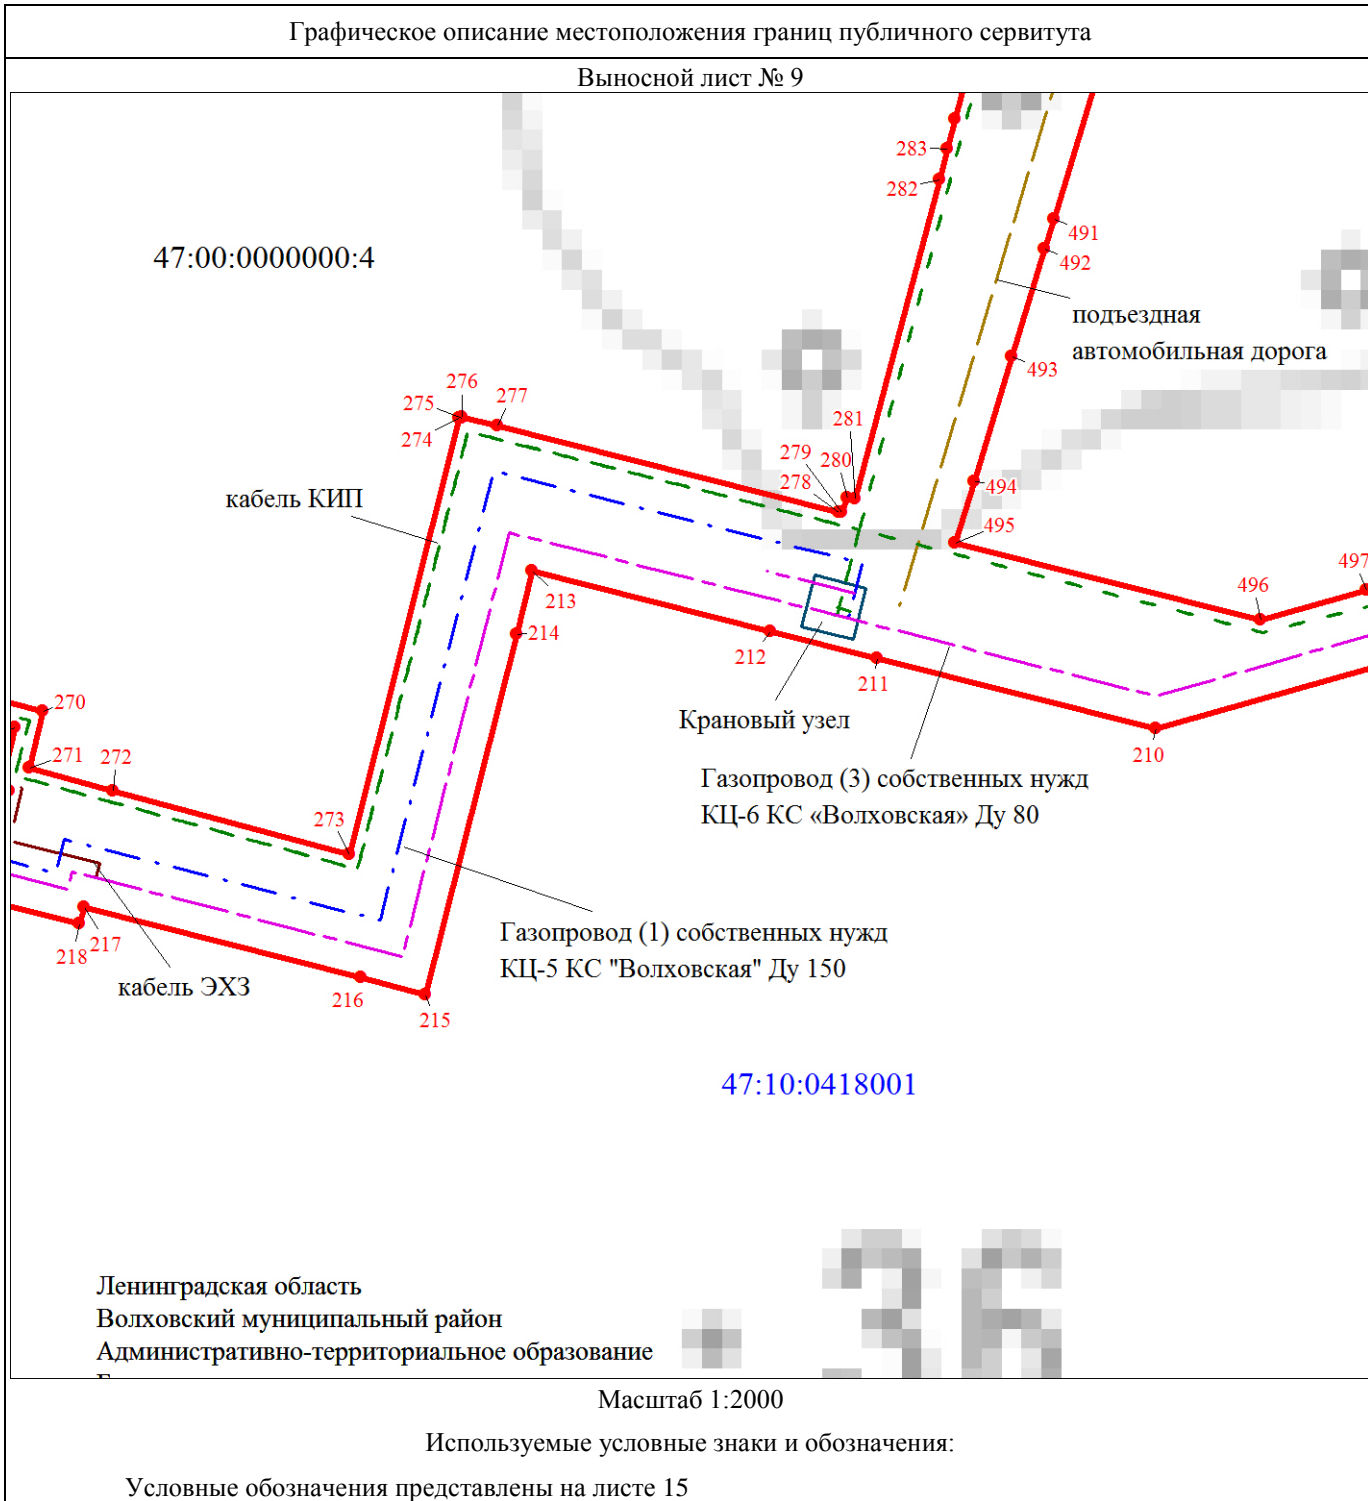 Графическое описание местоположения границ публичного сервитута
Выносной лист № 9
283
282
491
492
47:00:0000000:4
подъездная
автомобильная дорога
493
276
277
275
274
281
279
280
278
494
495
кабель КИП
497
496
213
214
212
211
210
270
Крановый узел
271
272
Газопровод (3) собственных нужд
КЦ-6 КС «Волховская» Ду 80
273
Газопровод (1) собственных нужд
КЦ-5 КС "Волховская" Ду 150
217
218
кабель ЭХЗ
216
215
47:10:0418001
36
Ленинградская область
Волховский муниципальный район
Административно-территориальное образование
Масштаб 1:2000
Используемые условные знаки и обозначения:
Условные обозначения представлены на листе 15